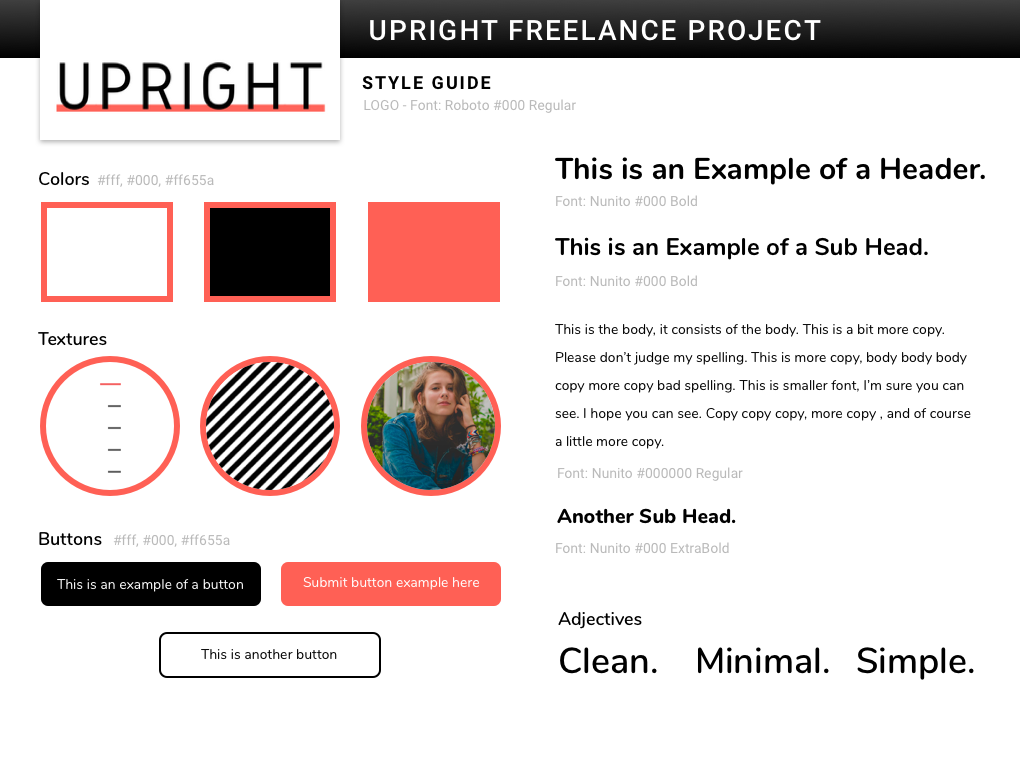 UPRIGHT FREELANCE PROJECT
UPRIGHT
STYLE GUIDE
LOGO - Font: Roboto #000 Regular
Colors #fff, #000, #ff655a
Textures
Buttons #fff, #000, #ff655a
This is an example of a button
Submit button example here
This is another button
This is an Example of a Header.
Font: Nunito #000 Bold
This is an Example of a Sub Head.
Font: Nunito #000 Bold
This is the body, it consists of the body. This is a bit more copy.
Please don’t judge my spelling. This is more copy, body body body
copy more copy bad spelling. This is smaller font, I’m sure you can
see. I hope you can see. Copy copy copy, more copy , and of course
a little more copy.
Font: Nunito #000000 Regular
Another Sub Head.
Font: Nunito #000 ExtraBold
Adjectives
Clean. Minimal. Simple.